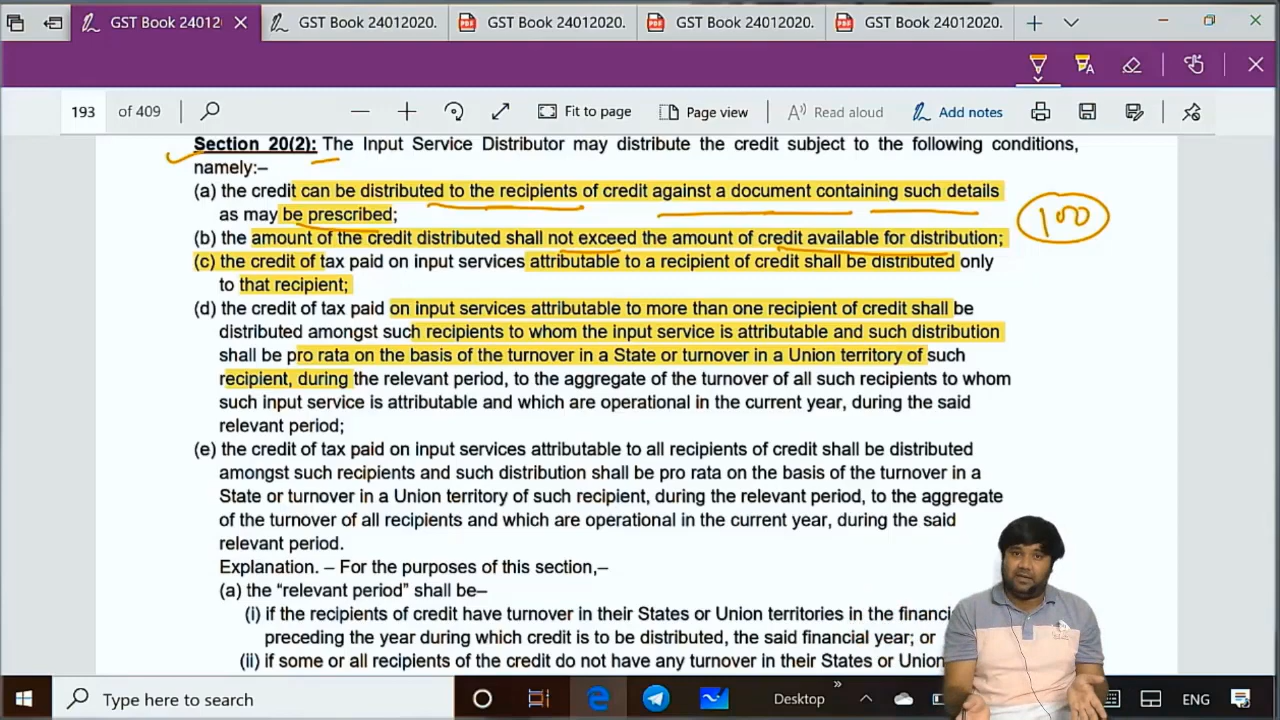 GST Book 24012
GST Book 24012020.
GST Book 24012020.
GST Book 24012020.
GST Book 24012020.
193 of 409
Fit to page
Page view
Read aloud
Add notes
Section 20(2): The Input Service Distributor may distribute the credit subject to the following conditions,
namely:–
(a) the credit can be distributed to the recipients of credit against a document containing such details
as may be prescribed;
100
(b) the amount of the credit distributed shall not exceed the amount of credit available for distribution;
(c) the credit of tax paid on input services attributable to a recipient of credit shall be distributed only
to that recipient;
(d) the credit of tax paid on input services attributable to more than one recipient of credit shall be
distributed amongst such recipients to whom the input service is attributable and such distribution
shall be pro rata on the basis of the turnover in a State or turnover in a Union territory of such
recipient, during the relevant period, to the aggregate of the turnover of all such recipients to whom
such input service is attributable and which are operational in the current year, during the said
relevant period;
(e) the credit of tax paid on input services attributable to all recipients of credit shall be distributed
amongst such recipients and such distribution shall be pro rata on the basis of the turnover in a
State or turnover in a Union territory of such recipient, during the relevant period, to the aggregate
of the turnover of all recipients and which are operational in the current year, during the said
relevant period.
Explanation. – For the purposes of this section,–
(a) the “relevant period” shall be–
(i) if the recipients of credit have turnover in their States or Union territories in the financi
preceding the year during which credit is to be distributed, the said financial year; or
(ii) if some or all recipients of the credit do not have any turnover in their States or Union
Type here to search
Desktop
ENG